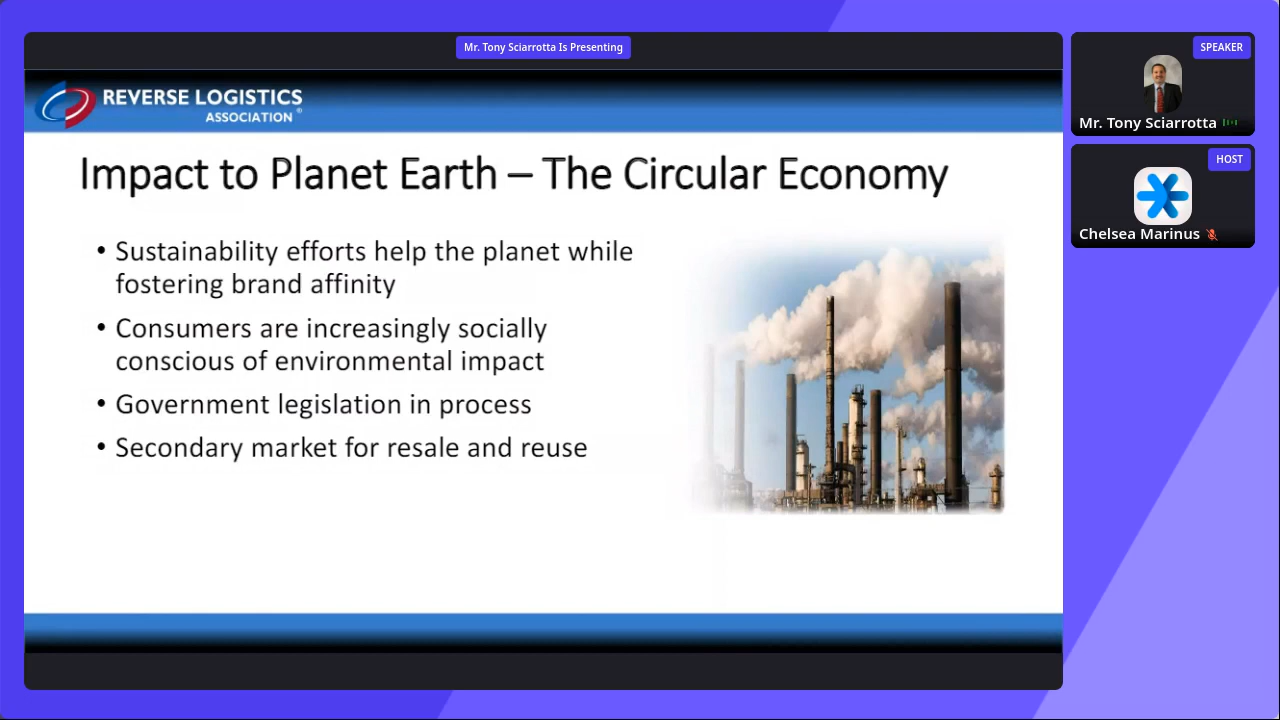 Mr. Tony Sciarrotta Is Presenting
REVERSE LOGISTICS
ASSOCIATION®
Impact to Planet Earth – The Circular Economy
• Sustainability efforts help the planet while
fostering brand affinity
• Consumers are increasingly socially
conscious of environmental impact
• Government legislation in process
• Secondary market for resale and reuse
SPEAKER
Mr. Tony Sciarrotta
HOST
Chelsea Marinus